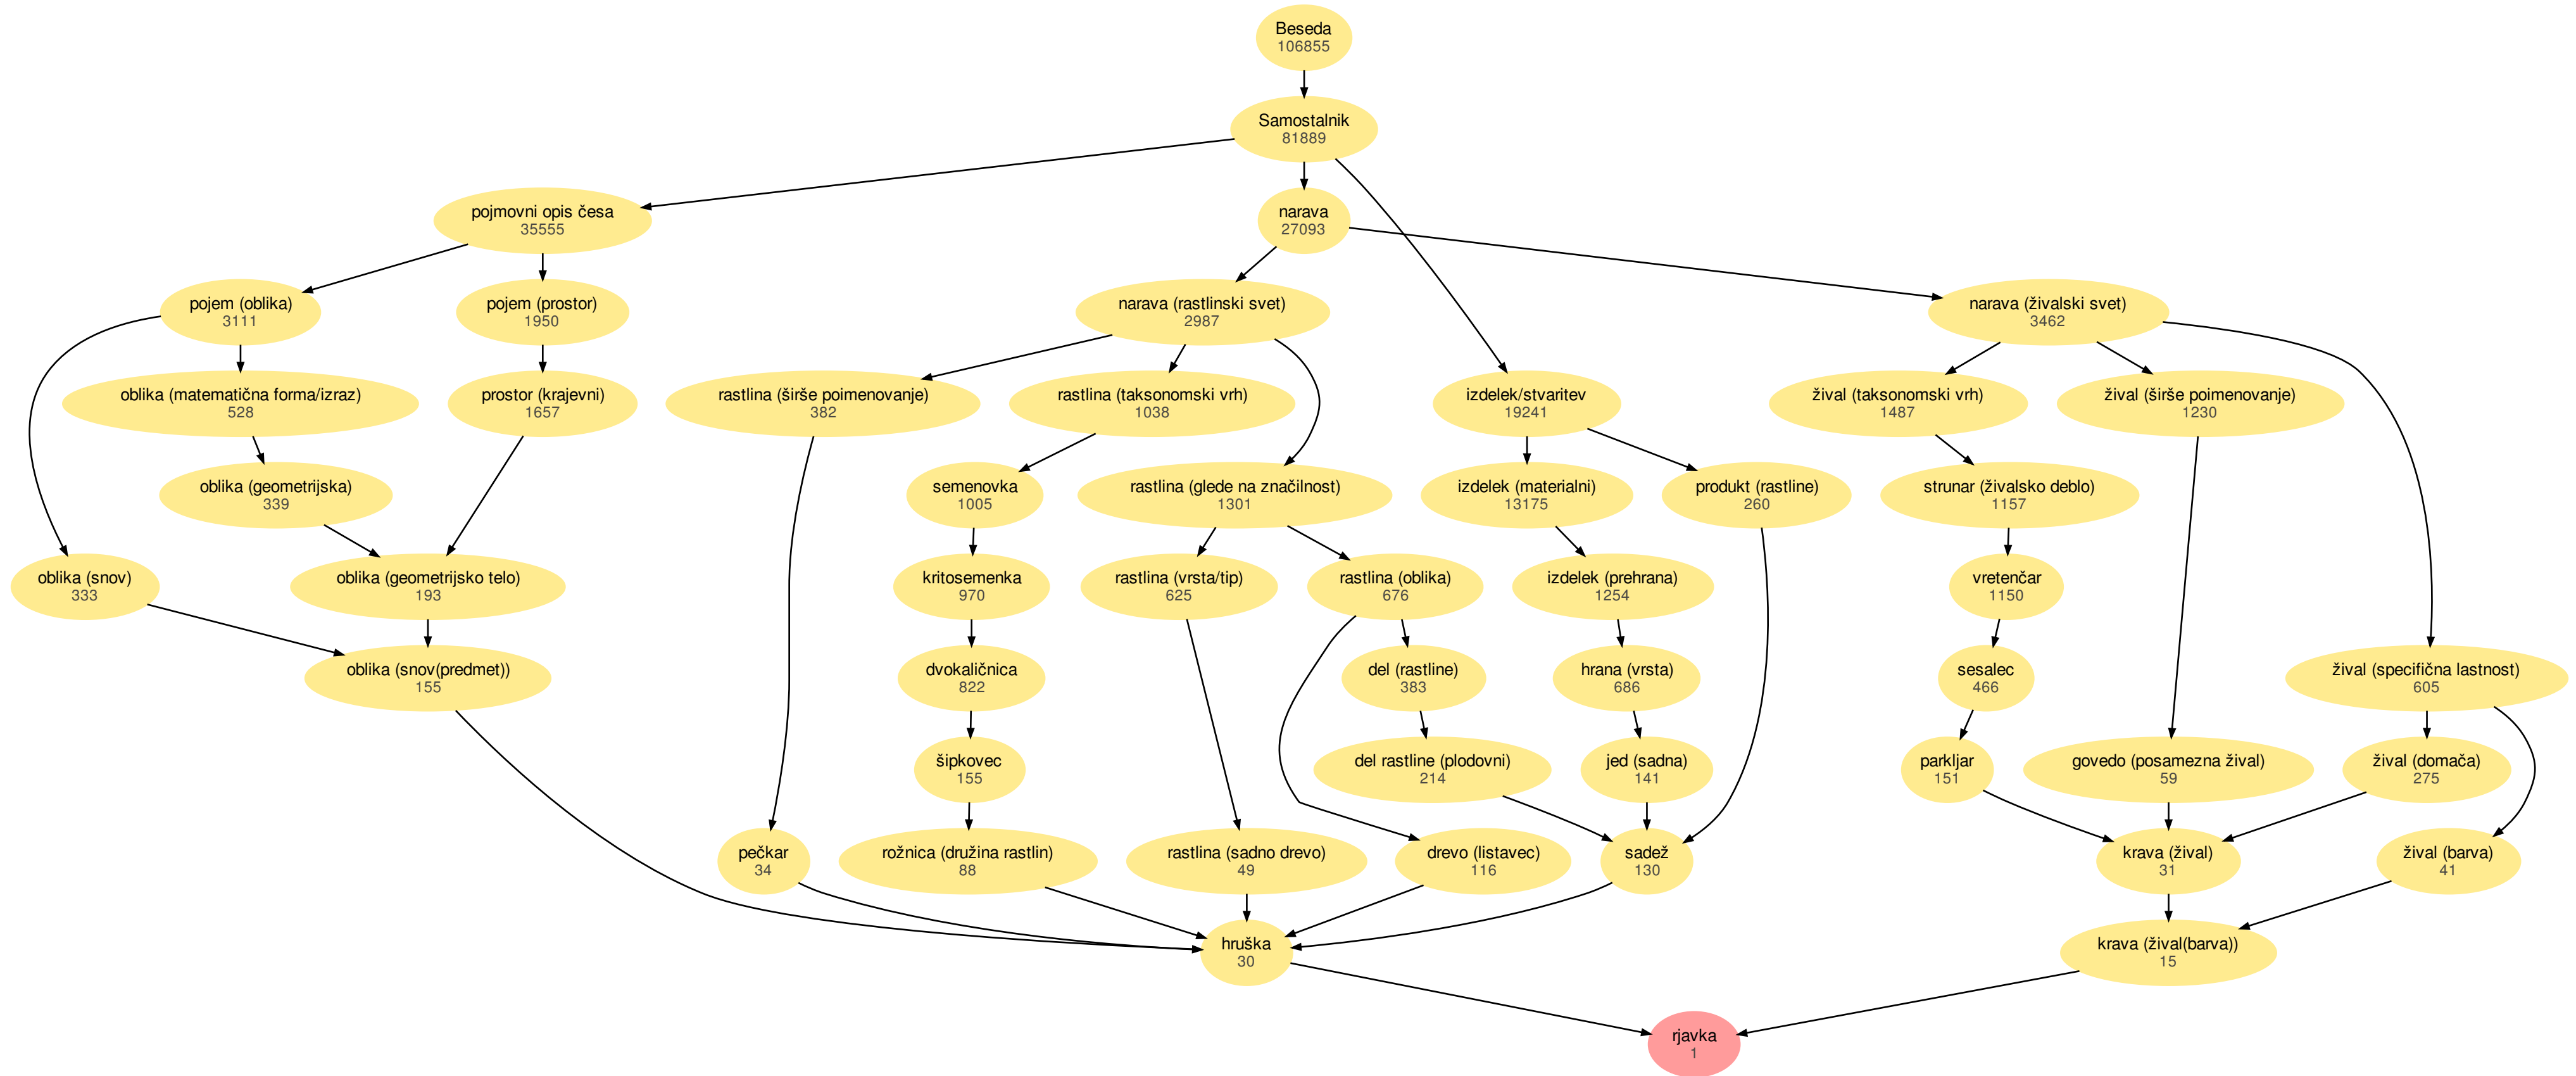 Beseda
106855
Samostalnik
81889
pojmovni opis česa
35555
narava
27093
pojem (oblika)
3111
pojem (prostor)
1950
narava (rastlinski svet)
2987
narava (živalski svet)
3462
oblika (matematična forma/izraz)
528
prostor (krajevni)
1657
rastlina (širše poimenovanje)
382
rastlina (taksonomski vrh)
1038
izdelek/stvaritev
19241
žival (taksonomski vrh)
1487
žival (širše poimenovanje)
1230
oblika (geometrijska)
339
semenovka
1005
rastlina (glede na značilnost)
1301
izdelek (materialni)
13175
produkt (rastline)
260
strunar (živalsko deblo)
1157
oblika (snov)
333
oblika (geometrijsko telo)
193
kritosemenka
970
rastlina (vrsta/tip)
625
rastlina (oblika)
676
izdelek (prehrana)
1254
vretenčar
1150
oblika (snov(predmet))
155
dvokaličnica
822
del (rastline)
383
hrana (vrsta)
686
sesalec
466
žival (specifična lastnost)
605
šipkovec
155
del rastline (plodovni)
214
jed (sadna)
141
parkljar
151
govedo (posamezna žival)
59
žival (domača)
275
pečkar
34
rožnica (družina rastlin)
88
rastlina (sadno drevo)
49
drevo (listavec)
116
sadež
130
krava (žival)
31
žival (barva)
41
hruška
30
krava (žival(barva))
15
rjavka
1